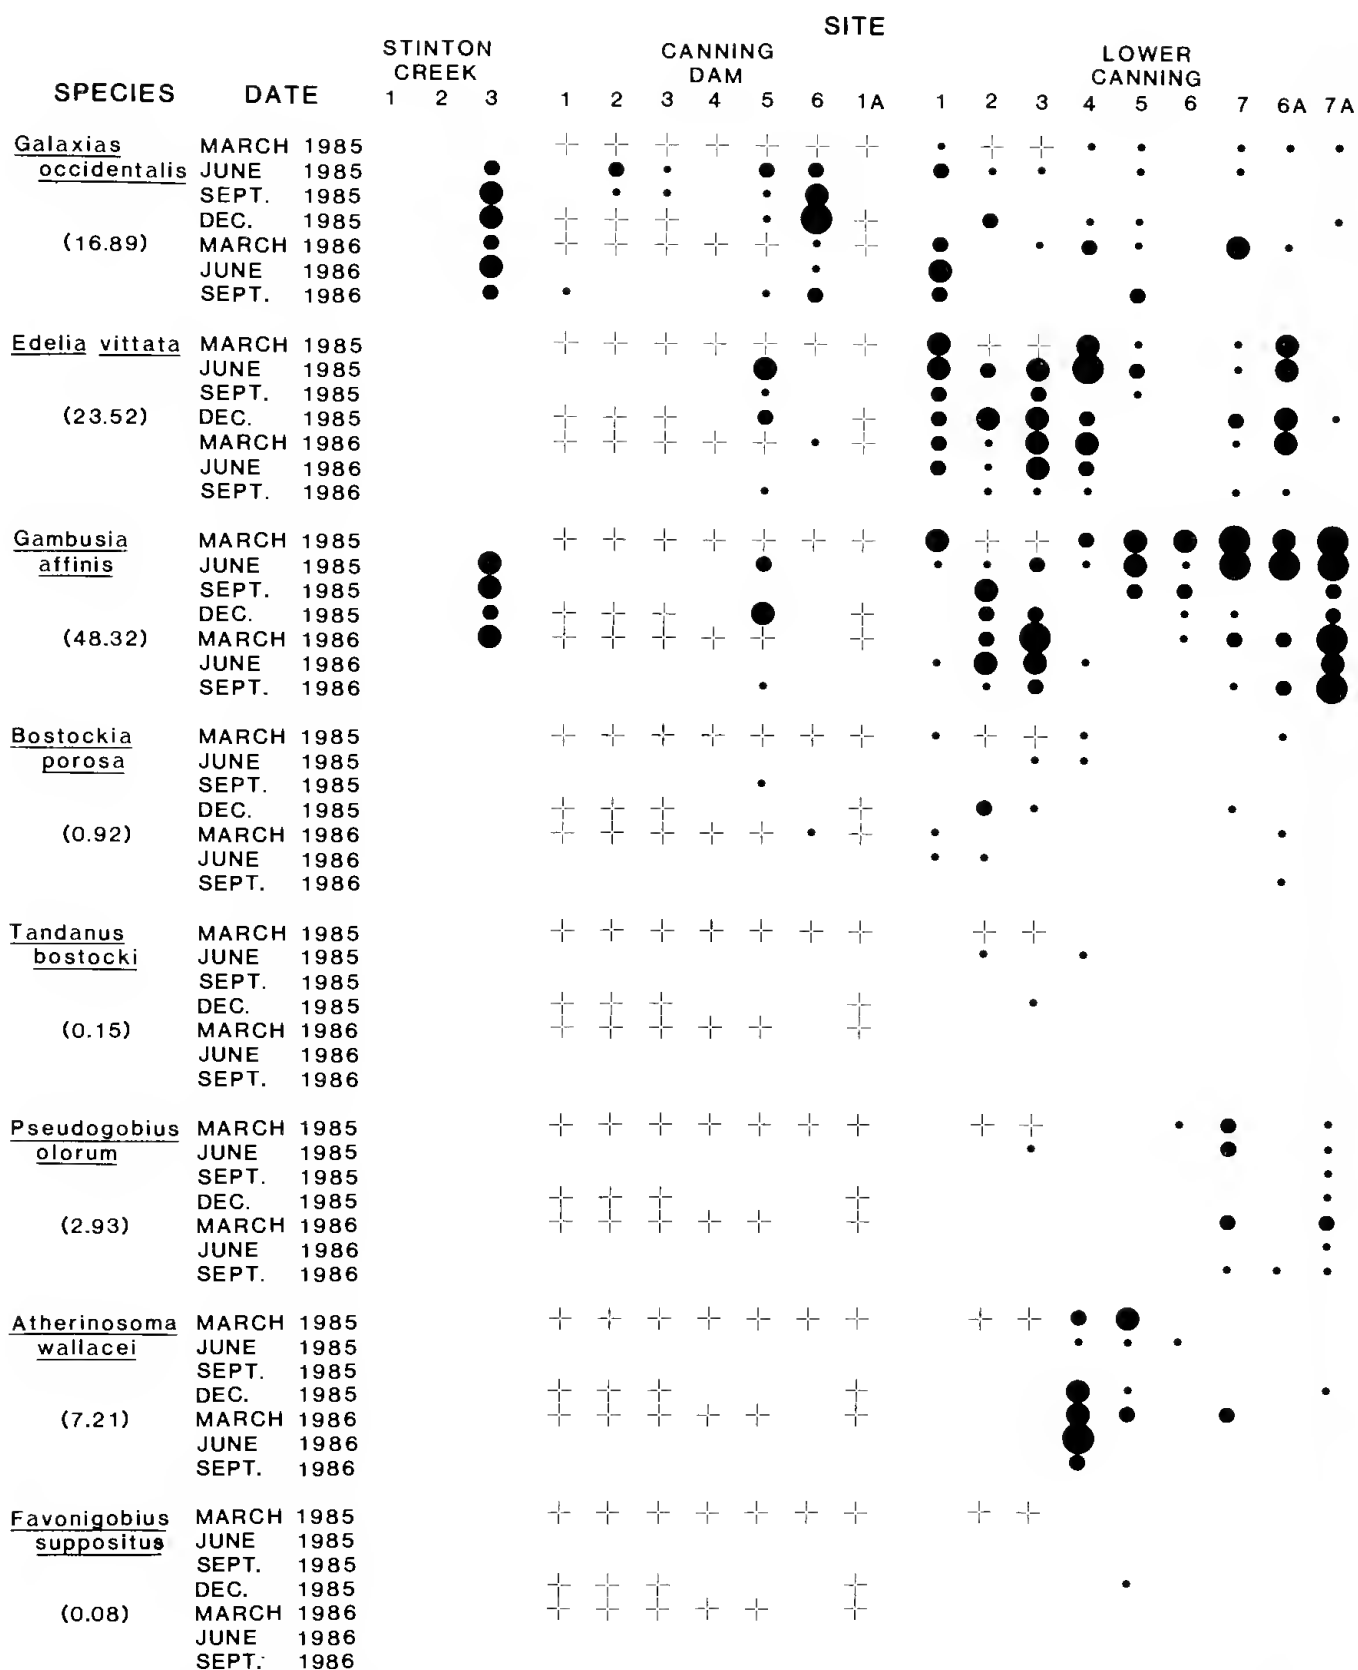 SITE
STINTON CREEK
CANNING DAM
LOWER CANNING
SPECIES DATE 1 2 3 1 2 3 4 5 6 1A 1 2 3 4 5 6 7 6A 7A
Galaxias MARCH 1985
occidentalis JUNE 1985
SEPT. 1985
DEC. 1985
(16.89) MARCH 1986
JUNE 1986
SEPT. 1986
Edelia vittata MARCH 1985
JUNE 1985
SEPT. 1985
(23.52) DEC. 1985
MARCH 1986
JUNE 1986
SEPT. 1986
Gambusia MARCH 1985
affinis JUNE 1985
SEPT. 1985
DEC. 1985
(48.32) MARCH 1986
JUNE 1986
SEPT. 1986
Bostockia MARCH 1985
porosa JUNE 1985
SEPT. 1985
DEC. 1985
(0.92) MARCH 1986
JUNE 1986
SEPT. 1986
Tandanus MARCH 1985
bostocki JUNE 1985
SEPT. 1985
DEC. 1985
(0.15) MARCH 1986
JUNE 1986
SEPT. 1986
Pseudogobius MARCH 1985
olorum JUNE 1985
SEPT. 1985
DEC. 1985
(2.93) MARCH 1986
JUNE 1986
SEPT. 1986
Atherinosoma MARCH 1985
wallacei JUNE 1985
SEPT. 1985
DEC. 1985
(7.21) MARCH 1986
JUNE 1986
SEPT. 1986
Favonigobius MARCH 1985
suppositus JUNE 1985
SEPT. 1985
DEC. 1985
(0.08) MARCH 1986
JUNE 1986
SEPT. 1986